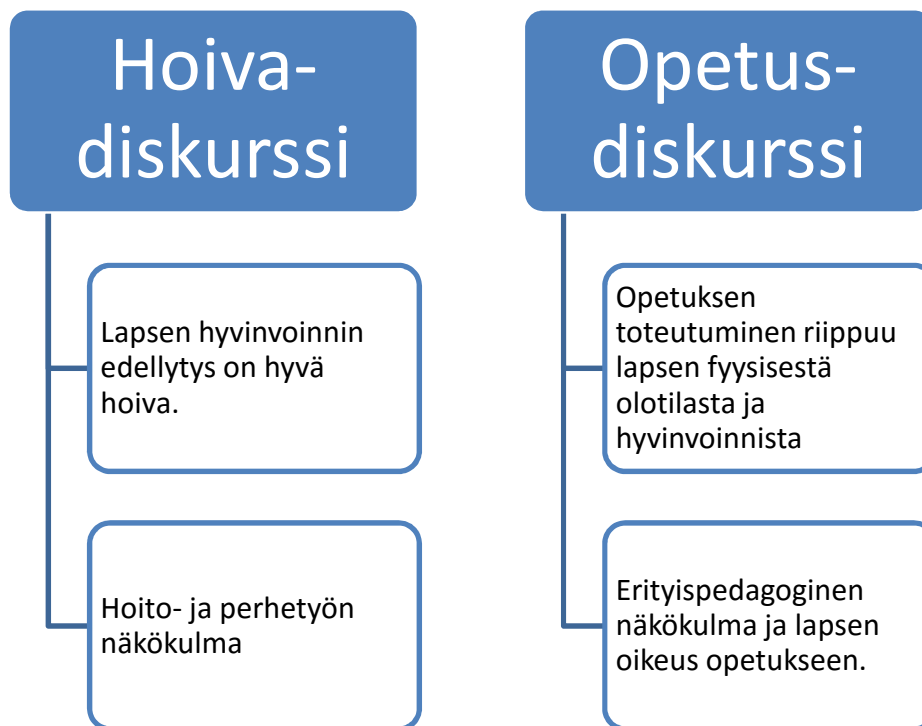 Hoiva-
diskurssi
Lapsen hyvinvoinnin
edellytys on hyvä
hoiva.
Hoito- ja perhetyön
näkökulma
Opetus-
diskurssi
Opetuksen
toteutuminen riippuu
lapsen fyysisestä
olotilasta ja
hyvinvoinnista
Erityispedagoginen
näkökulma ja lapsen
oikeus opetukseen.